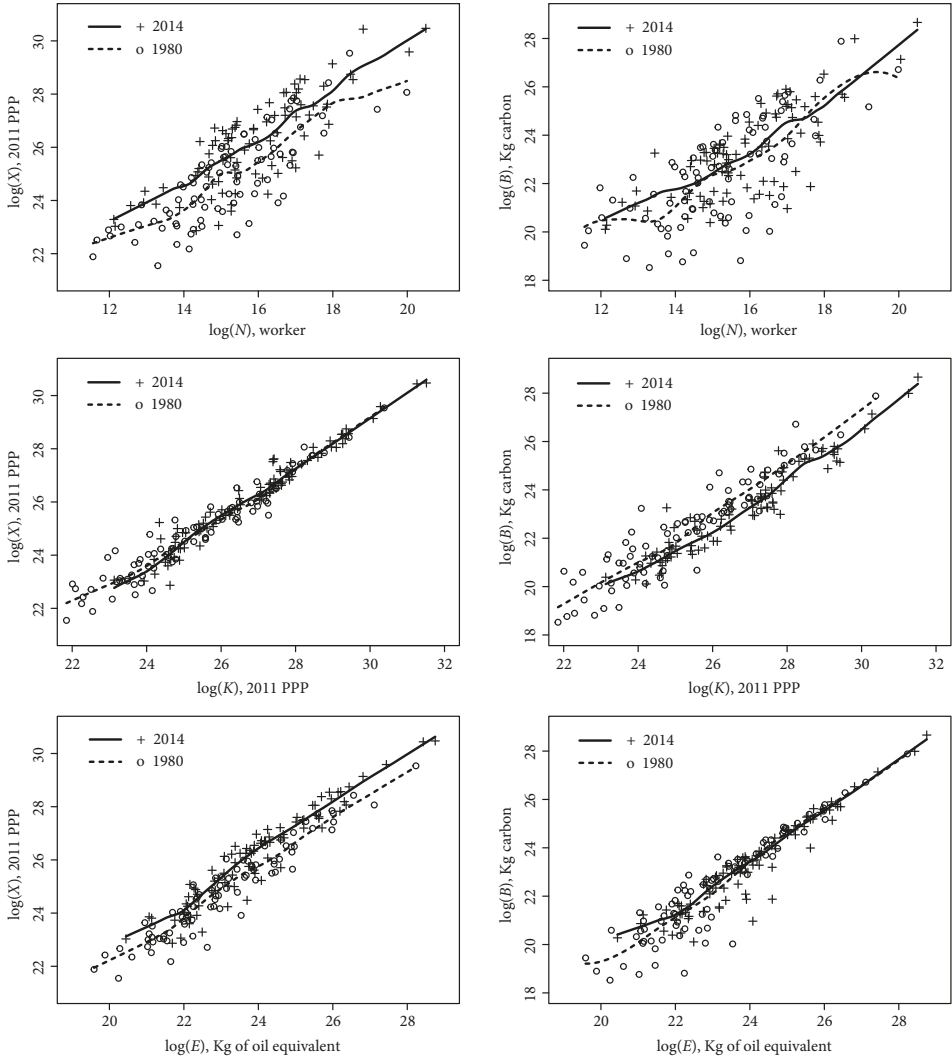 + 2014
o 1980
log(X), 2011 PPP
22 24 26 28 30
12 14 16 18 20
log(N), worker
+ 2014
o 1980
log(B), Kg carbon
18 20 22 24 26 28
12 14 16 18 20
log(N), worker
+ 2014
o 1980
log(X), 2011 PPP
22 24 26 28 30
22 24 26 28 30 32
log(K), 2011 PPP
+ 2014
o 1980
log(B), Kg carbon
18 20 22 24 26 28
22 24 26 28 30 32
log(K), 2011 PPP
+ 2014
o 1980
log(X), 2011 PPP
22 24 26 28 30
20 22 24 26 28
log(E), Kg of oil equivalent
+ 2014
o 1980
log(B), Kg carbon
18 20 22 24 26 28
20 22 24 26 28
log(E), Kg of oil equivalent